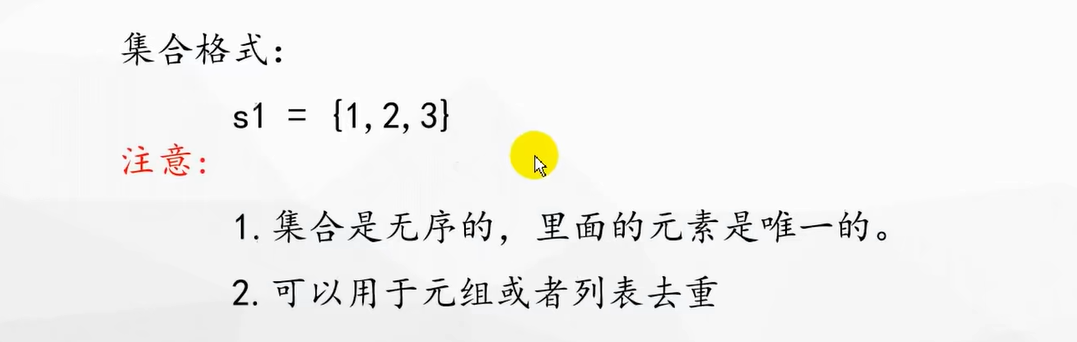 集合格式：
s1 = {1,2,3}
注意：
1.集合是无序的，里面的元素是唯一的。
2.可以用于元组或者列表去重